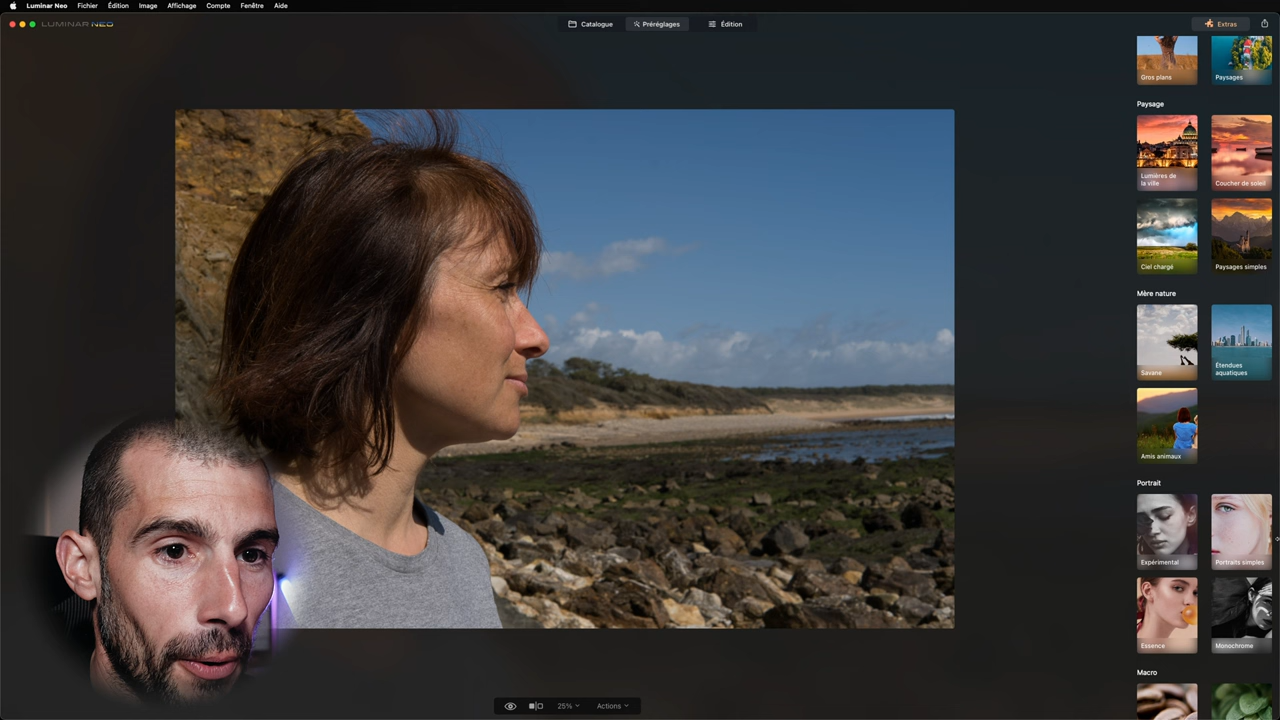 Luminar Neo Fichier Édition Image Affichage Compte Fenêtre Aide
LUMINAR NEO
Catalogue
Préréglages
Édition
Extras
Gros plans
Paysages
Paysage
Lumières de
la ville
Coucher de soleil
Ciel chargé
Paysages simples
Mère nature
Savane
Étendues
aquatiques
Amis animaux
Portrait
Expérimental
Portraits simples
Essence
Monochrome
Macro
25%
Actions